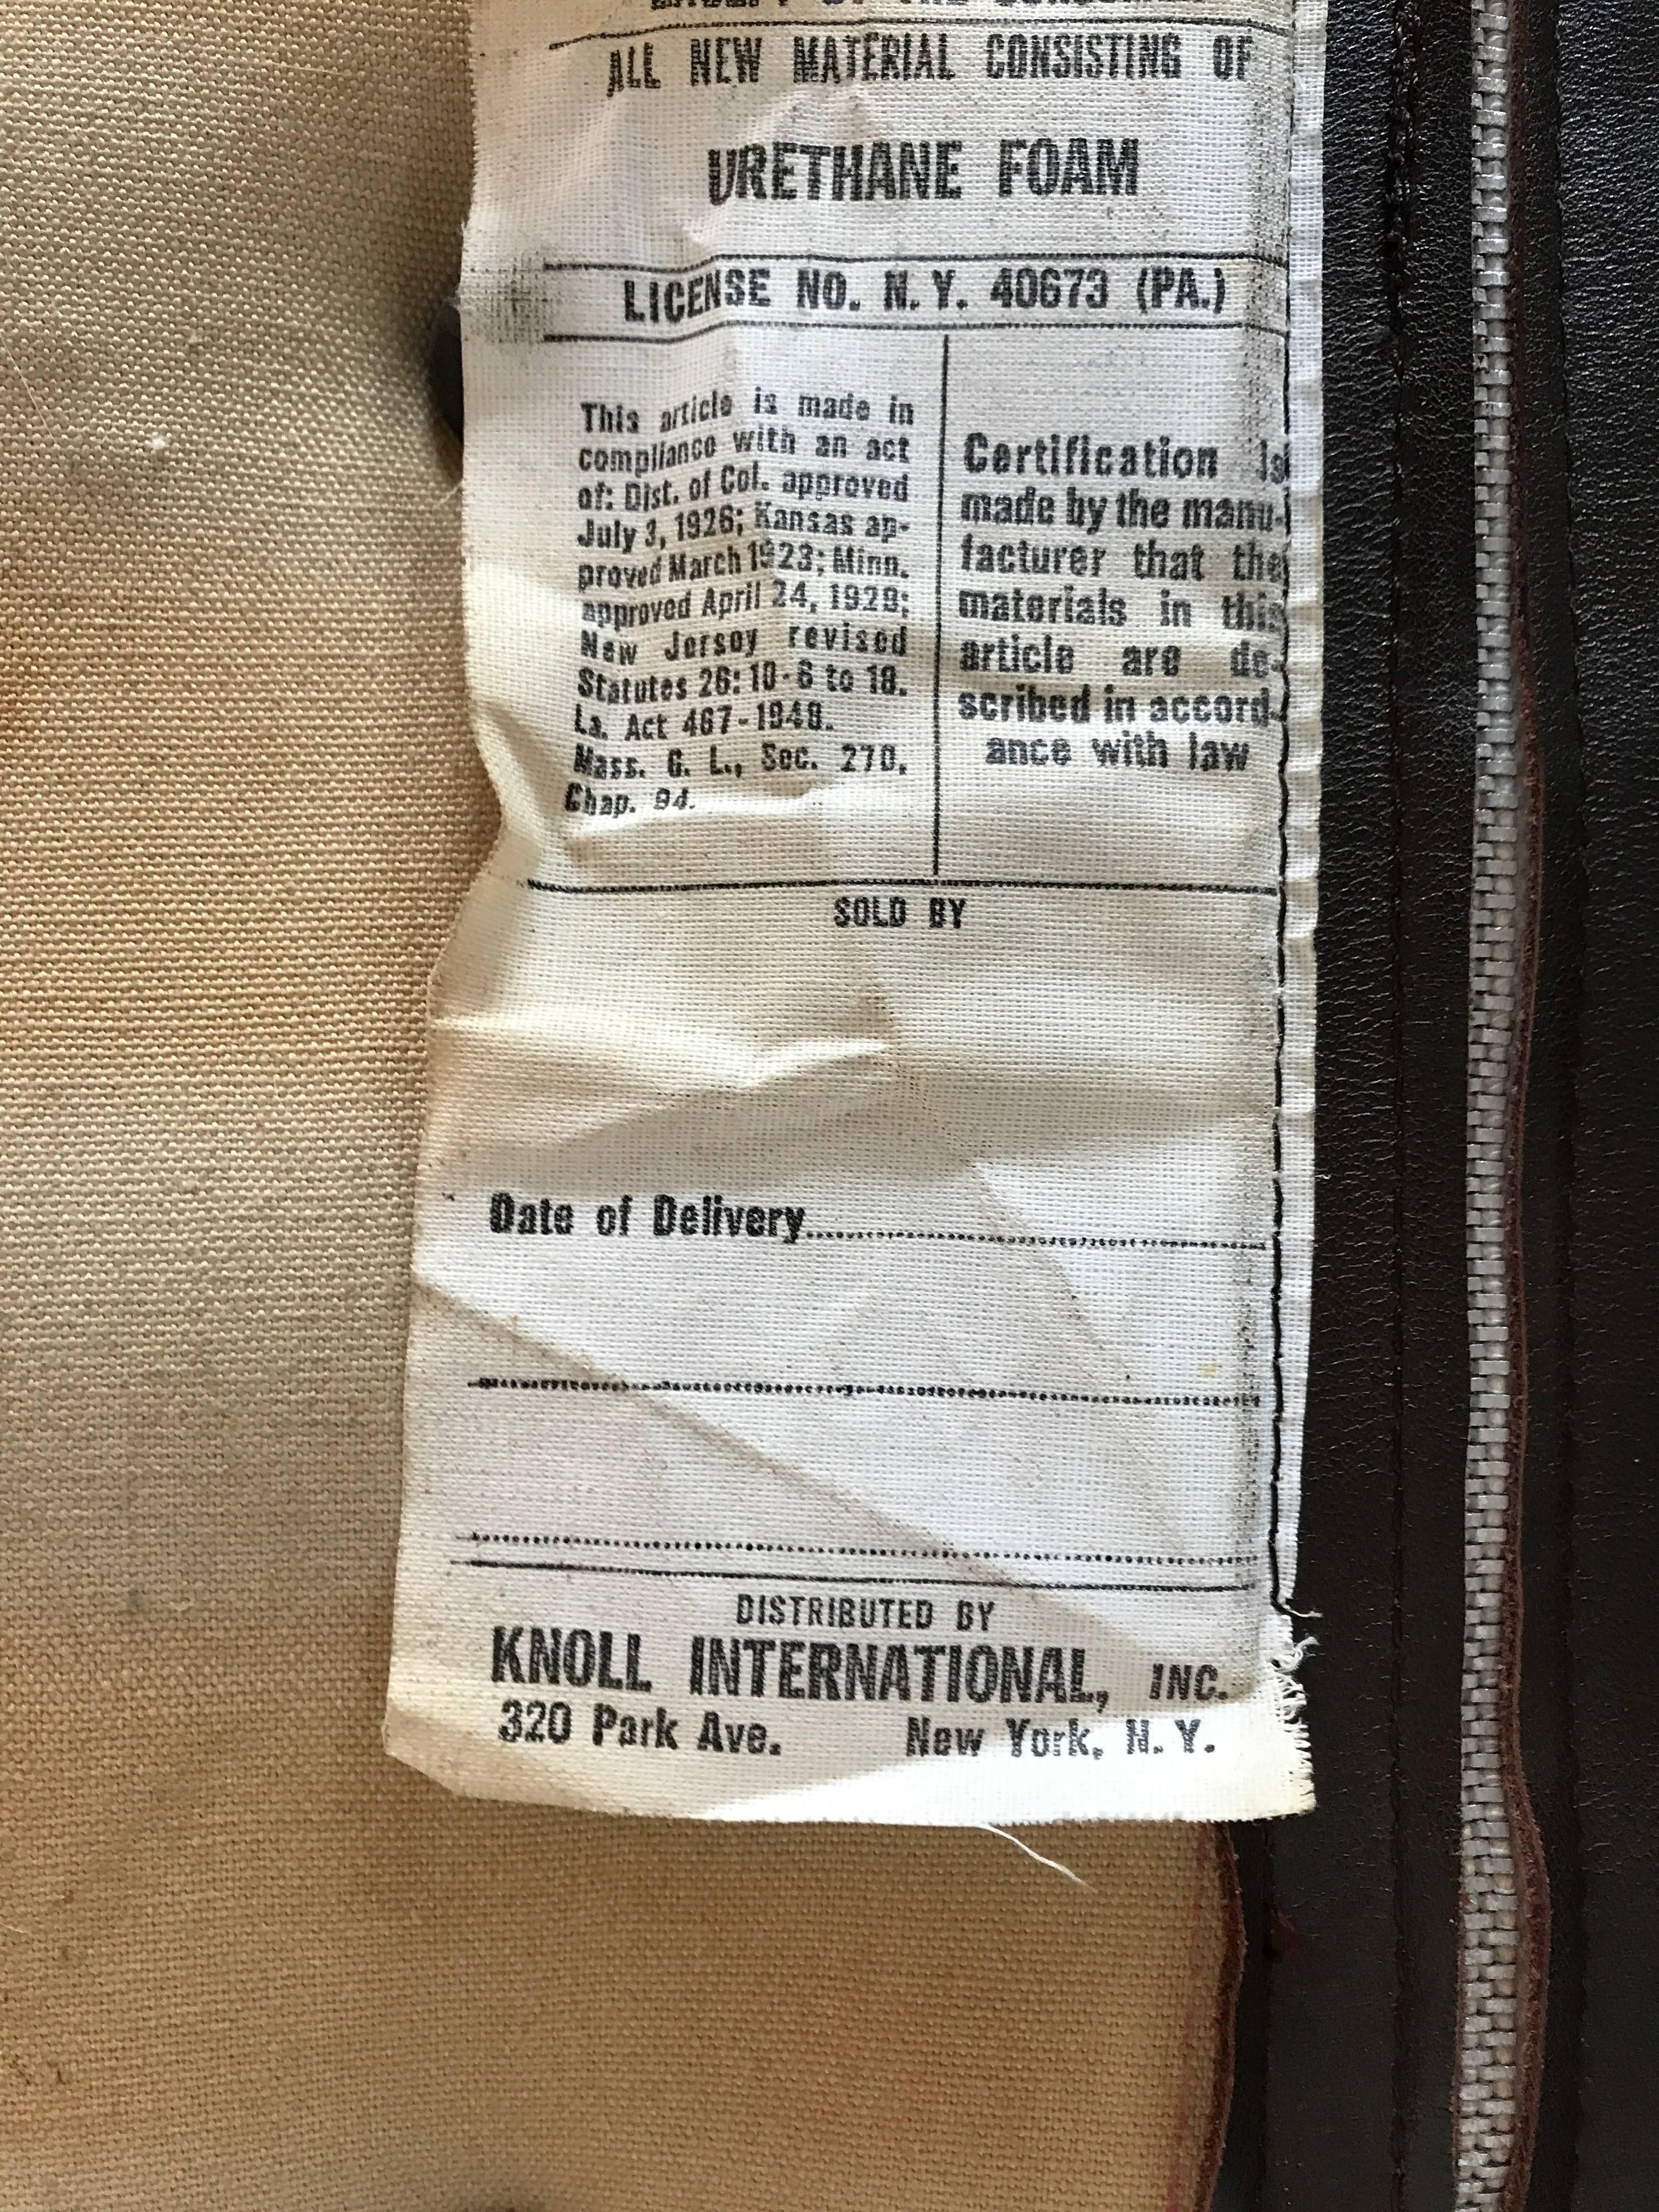 ALL NEW MATERIAL CONSISTING OF
URETHANE FOAM
LICENSE NO. N. Y. 40673 (PA.)
This article is made in
compliance with an act
of: Dist. of Col. approved
July 3, 1926; Kansas ap-
proved March 1923; Minn.
approved April 24, 1929;
New Jersey revised
Statutes 26: 10-6 to 18.
La. Act 467-1948.
Mass. G. L., Sec. 270,
Chap. 94.
Certification is
made by the manu-
facturer that the
materials in this
article are de-
scribed in accord-
ance with law
SOLD BY
Date of Delivery
DISTRIBUTED BY
KNOLL INTERNATIONAL, INC.
320 Park Ave. New York, N. Y.